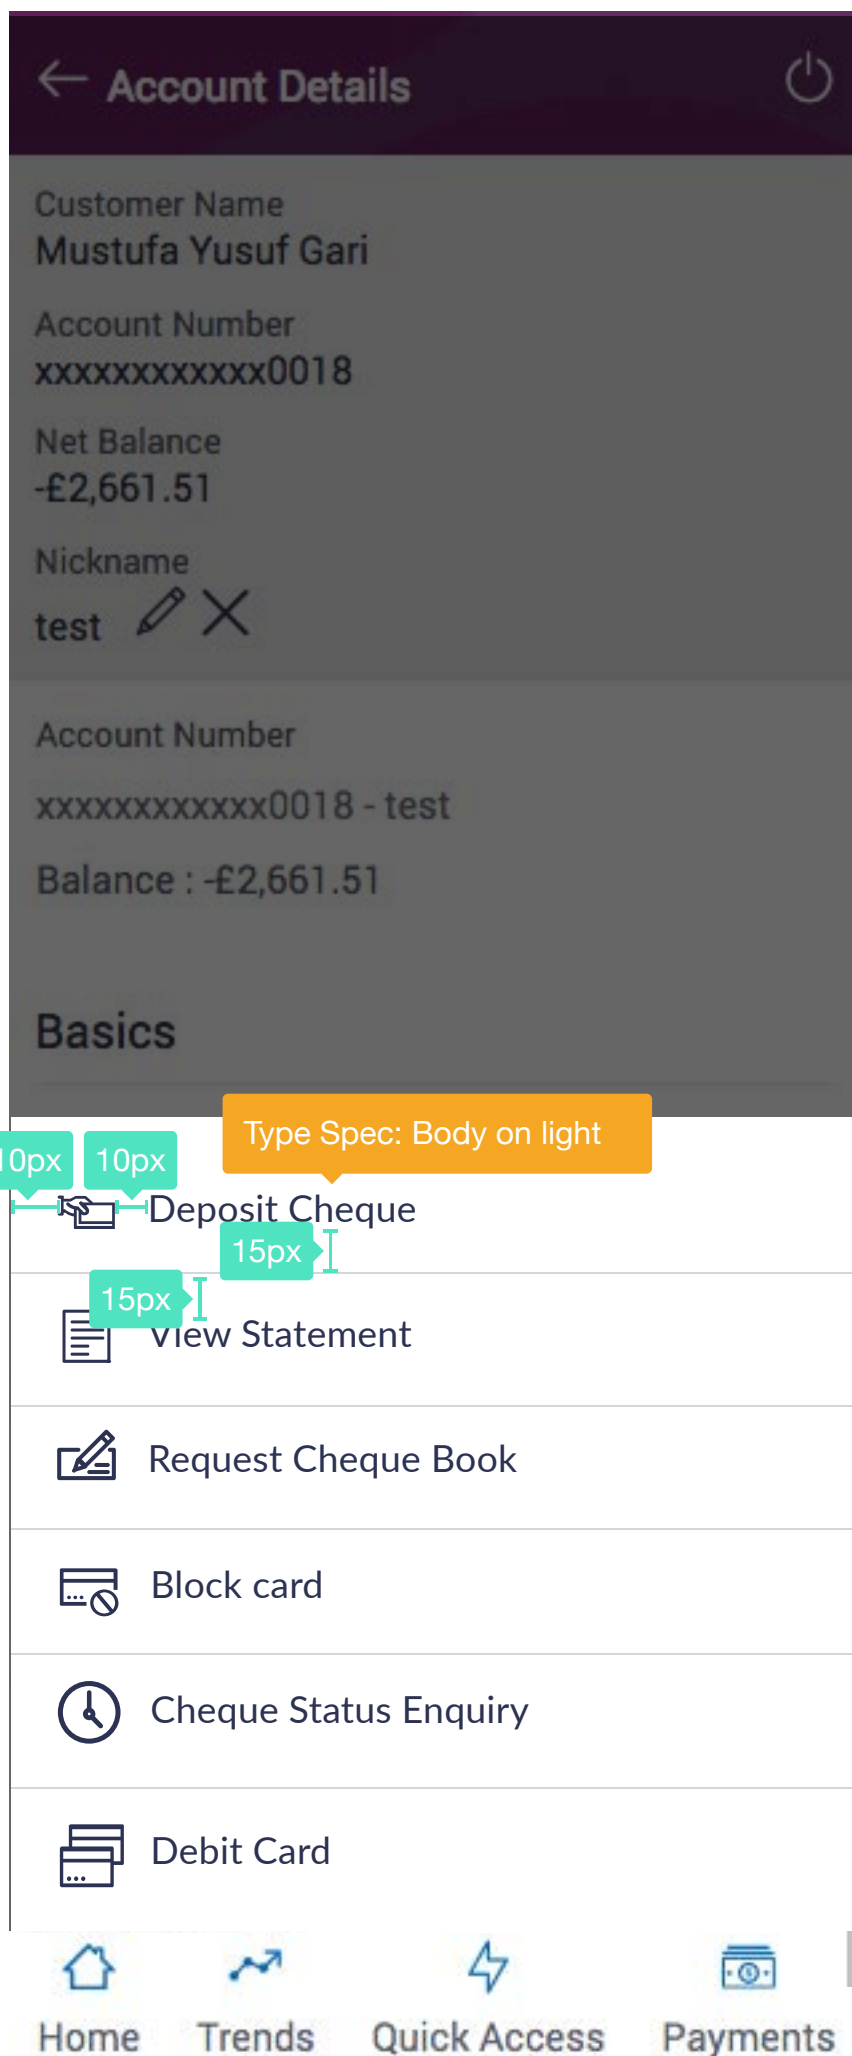 Account Details
Customer Name
Mustufa Yusuf Gari
Account Number
xxxxxxxxxxxx0018
Net Balance
-£2,661.51
Nickname
test
Account Number
xxxxxxxxxxxx0018 - test
Balance : -£2,661.51
Basics
Type Spec: Body on light
10px 10px
Deposit Cheque
15px
15px
View Statement
Request Cheque Book
Block card
Cheque Status Enquiry
Debit Card
Home Trends Quick Access Payments